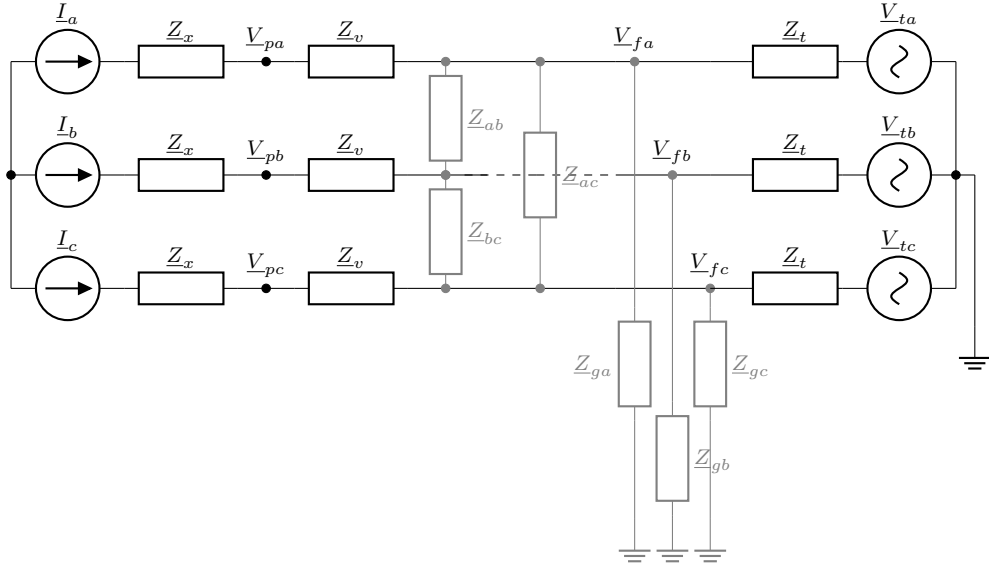 I_a Z_x V_pa Z_v V_fa Z_t V_ta
Z_ab
I_b Z_x V_pb Z_v V_fb Z_t V_tb
Z_ac
Z_bc
I_c Z_x V_pc Z_v V_fc Z_t V_tc
Z_ga Z_gc
Z_gb